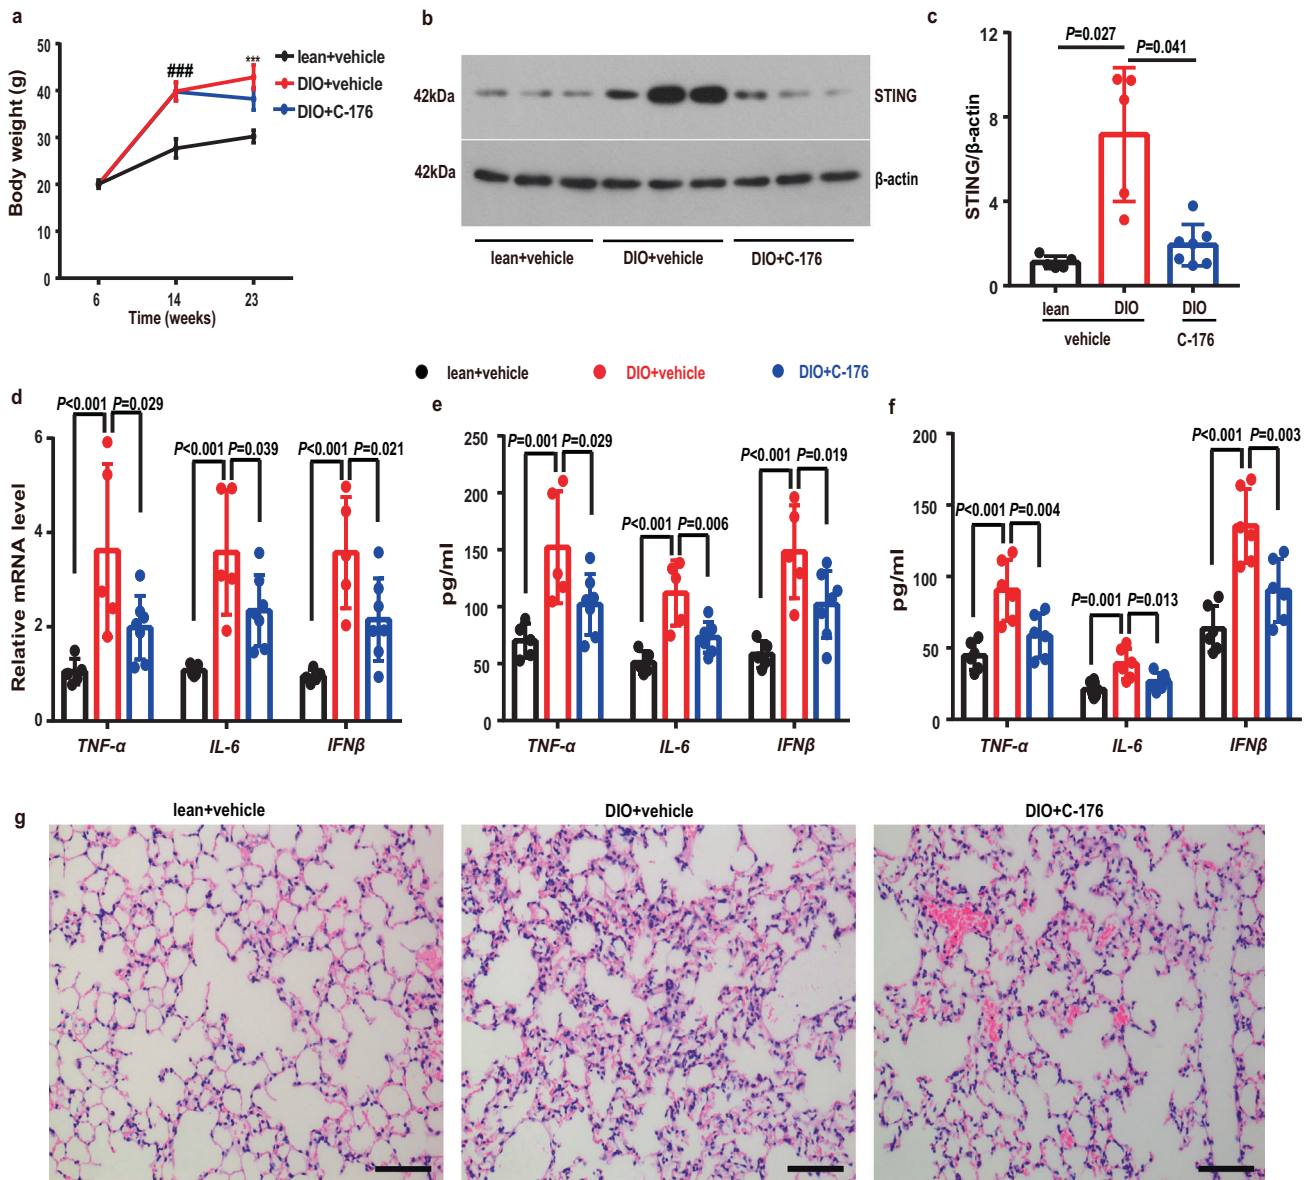 a
50
40
30
20
10
0
Body weight (g)
###
***
lean+vehicle
DIO+vehicle
DIO+C-176
6
14
23
Time (weeks)
b
42kDa
STING
42kDa
β-actin
lean+vehicle
DIO+vehicle
DIO+C-176
c
P=0.027
P=0.041
12
8
4
0
STING/β-actin
lean
DIO
DIO
vehicle
C-176
lean+vehicle
DIO+vehicle
DIO+C-176
d
P<0.001 P=0.029
P<0.001 P=0.039
P<0.001 P=0.021
6
4
2
0
Relative mRNA level
TNF-α
IL-6
IFNβ
e
P=0.001 P=0.029
P<0.001 P=0.006
P<0.001 P=0.019
250
200
150
100
50
0
pg/ml
TNF-α
IL-6
IFNβ
f
P<0.001 P=0.004
P=0.001 P=0.013
P<0.001 P=0.003
200
150
100
50
0
pg/ml
TNF-α
IL-6
IFNβ
g
lean+vehicle
DIO+vehicle
DIO+C-176